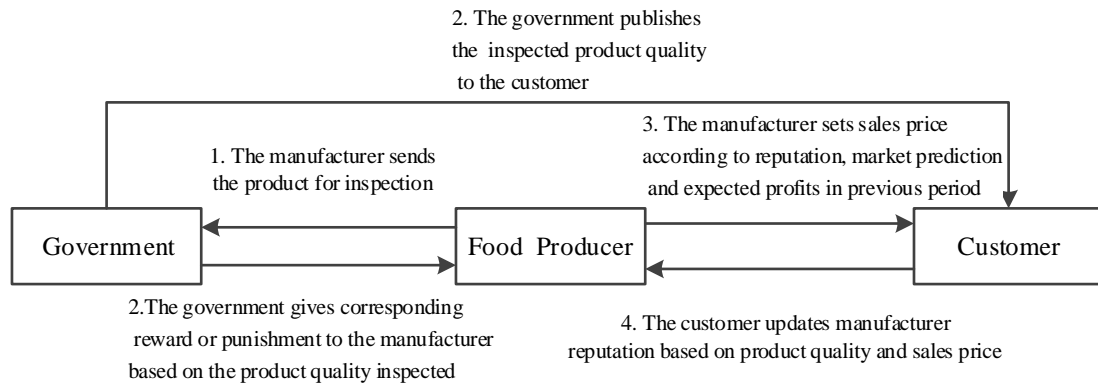 2. The government publishes
the inspected product quality
to the customer
1. The manufacturer sends
the product for inspection
3. The manufacturer sets sales price
according to reputation, market prediction
and expected profits in previous period
Government
Food Producer
Customer
2.The government gives corresponding
reward or punishment to the manufacturer
based on the product quality inspected
4. The customer updates manufacturer
reputation based on product quality and sales price